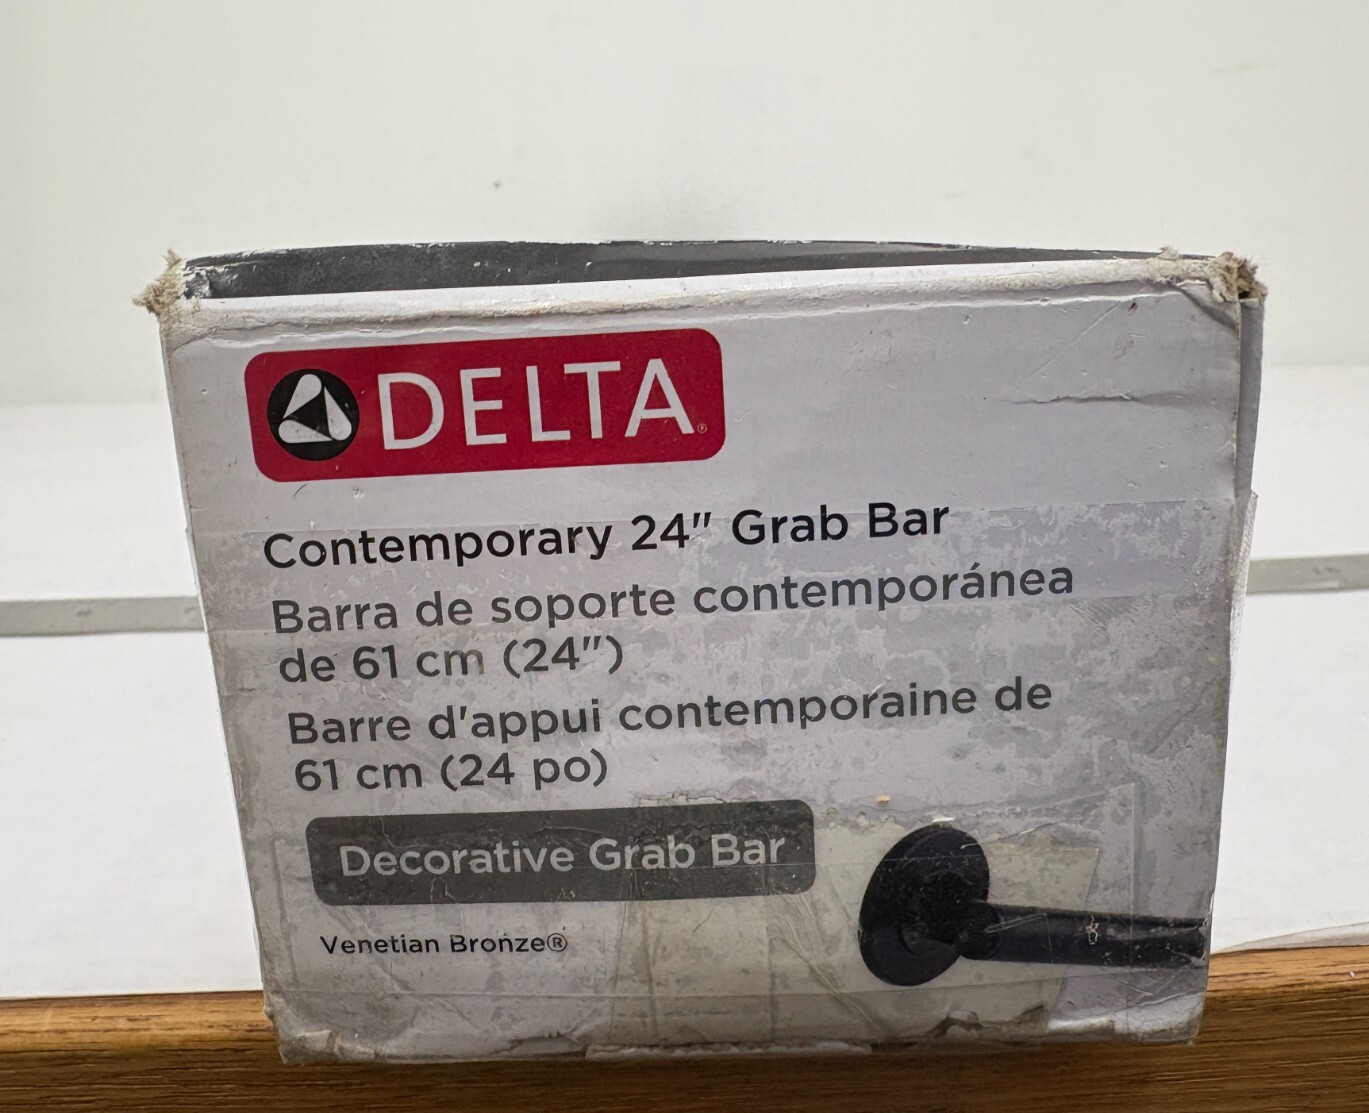 DELTA®
Contemporary 24" Grab Bar
Barra de soporte contemporánea
de 61 cm (24")
Barre d'appui contemporaine de
61 cm (24 po)
Decorative Grab Bar
Venetian Bronze®